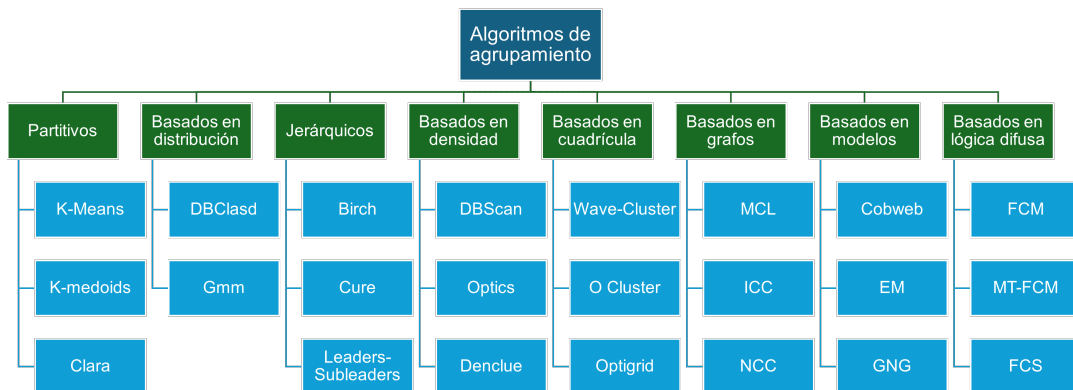 Algoritmos de
agrupamiento
Partitivos
Basados en
distribución
Jerárquicos
Basados en
densidad
Basados en
cuadrícula
Basados en
grafos
Basados en
modelos
Basados en
lógica difusa
K-Means
DBClasd
Birch
DBScan
Wave-Cluster
MCL
Cobweb
FCM
K-medoids
Gmm
Cure
Optics
O Cluster
ICC
EM
MT-FCM
Clara
Leaders-
Subleaders
Denclue
Optigrid
NCC
GNG
FCS